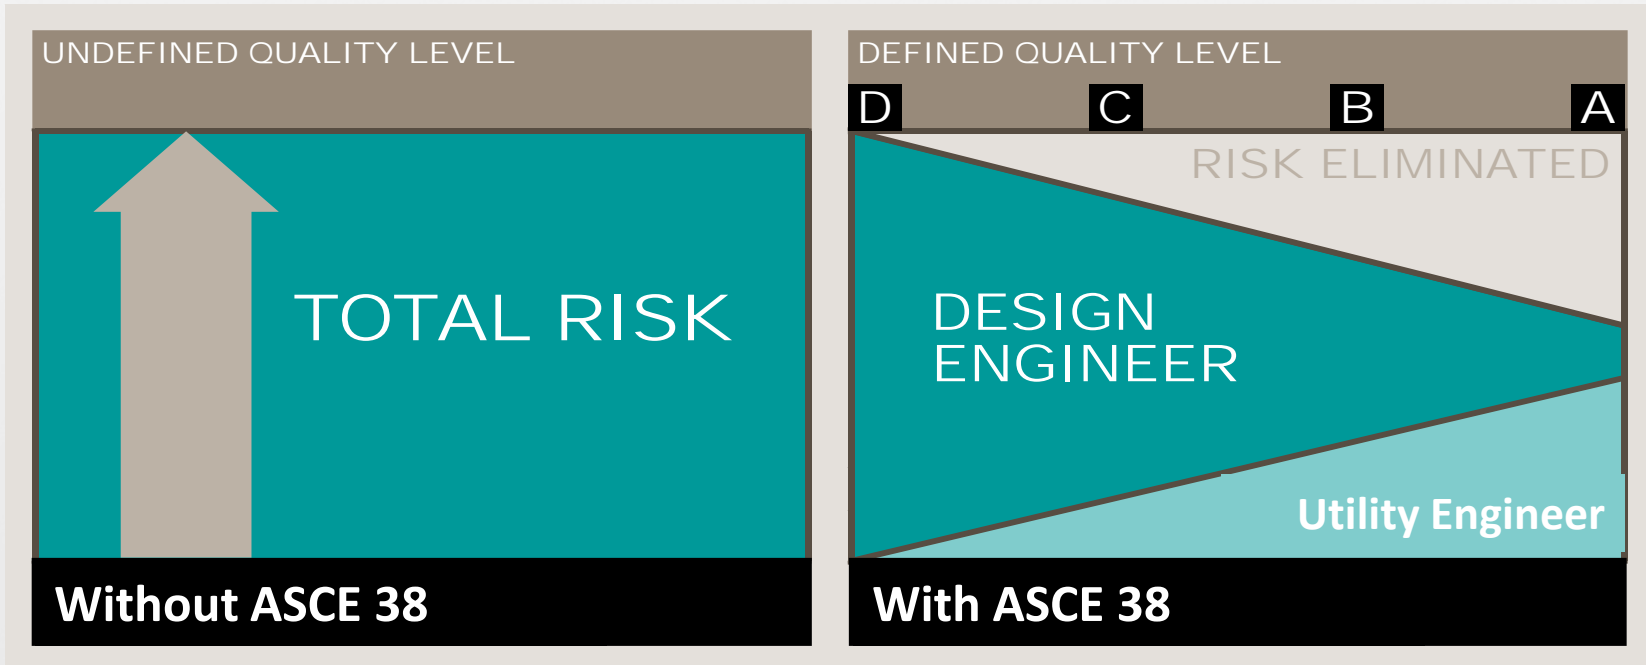 UNDEFINED QUALITY LEVEL
TOTAL RISK
Without ASCE 38
DEFINED QUALITY LEVEL
D C B A
RISK ELIMINATED
DESIGN
ENGINEER
Utility Engineer
With ASCE 38